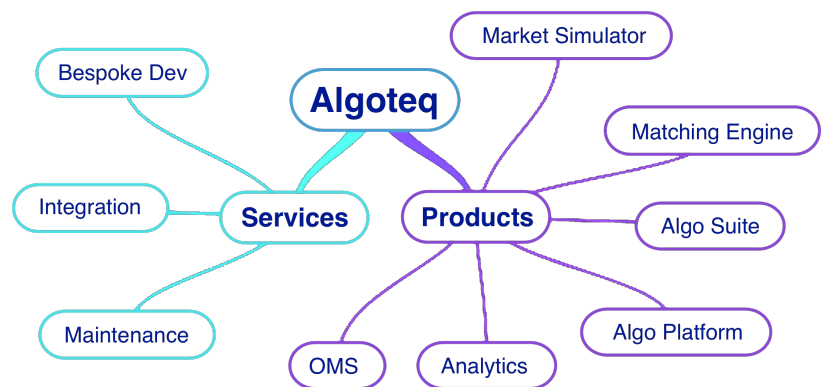 Algoteq
Services
Bespoke Dev
Integration
Maintenance
Products
Market Simulator
Matching Engine
Algo Suite
Algo Platform
Analytics
OMS